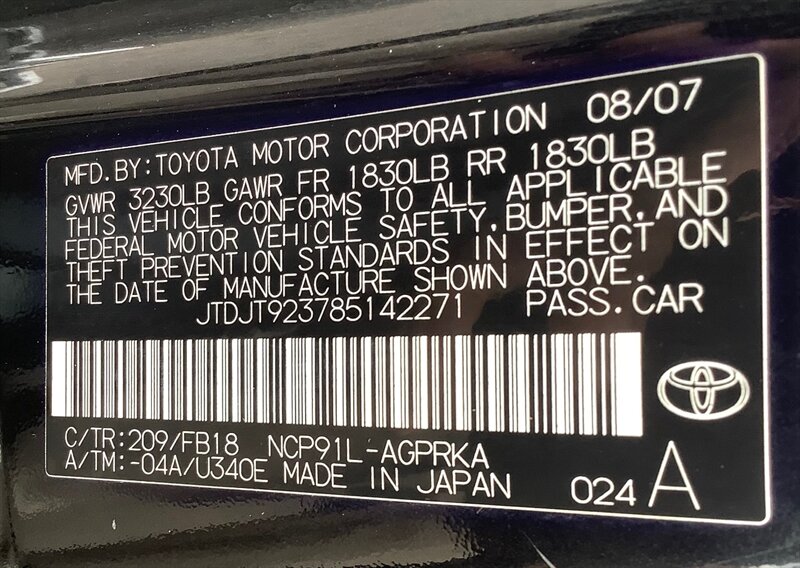 MFD.BY:TOYOTA MOTOR CORPORATION 08/07
GVWR 3230LB GAWR FR 1830LB RR 1830LB
THIS VEHICLE CONFORMS TO ALL APPLICABLE
FEDERAL MOTOR VEHICLE SAFETY,BUMPER,AND
THEFT PREVENTION STANDARDS IN EFFECT ON
THE DATE OF MANUFACTURE SHOWN ABOVE.
JTDJT923785142271 PASS.CAR
C/TR:209/FB18 NCP91L-AGPRKA
A/TM:-04A/U340E MADE IN JAPAN 024 A